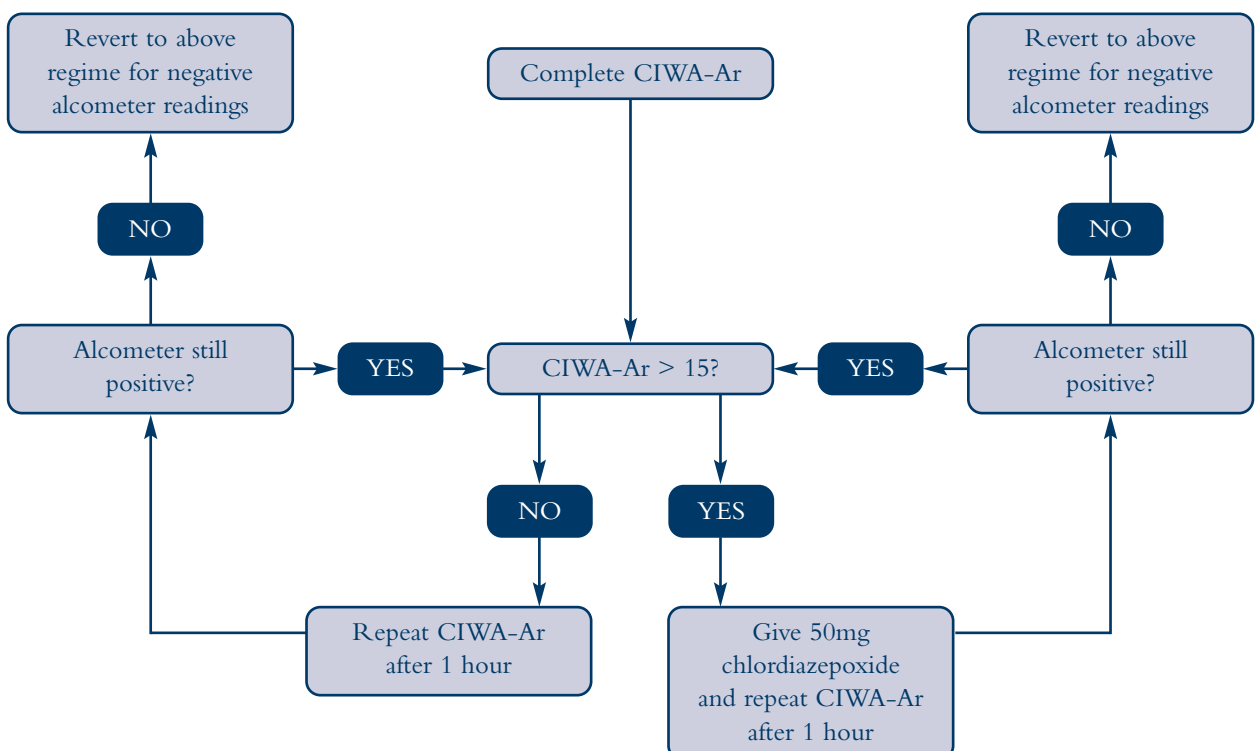 Revert to above
regime for negative
alcometer readings
Complete CIWA-Ar
Revert to above
regime for negative
alcometer readings
NO
NO
Alcometer still
positive?
YES
CIWA-Ar > 15?
YES
Alcometer still
positive?
NO
YES
Repeat CIWA-Ar
after 1 hour
Give 50mg
chlordiazepoxide
and repeat CIWA-Ar
after 1 hour